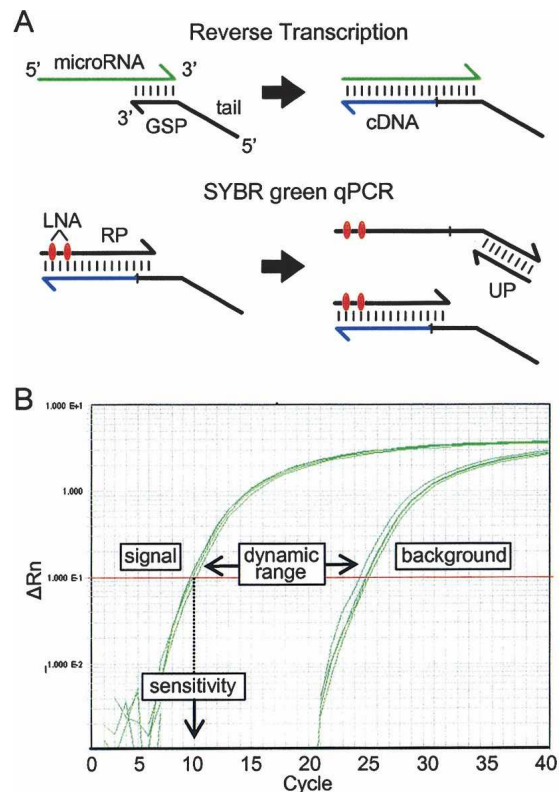 A
Reverse Transcription
5' microRNA 3'
3' GSP tail 5'
cDNA
SYBR green qPCR
LNA RP
UP
B
1.000 E+1
1.000
1.000 E-1
1.000 E-2
ΔRn
signal
dynamic range
background
sensitivity
0 5 10 15 20 25 30 35 40
Cycle